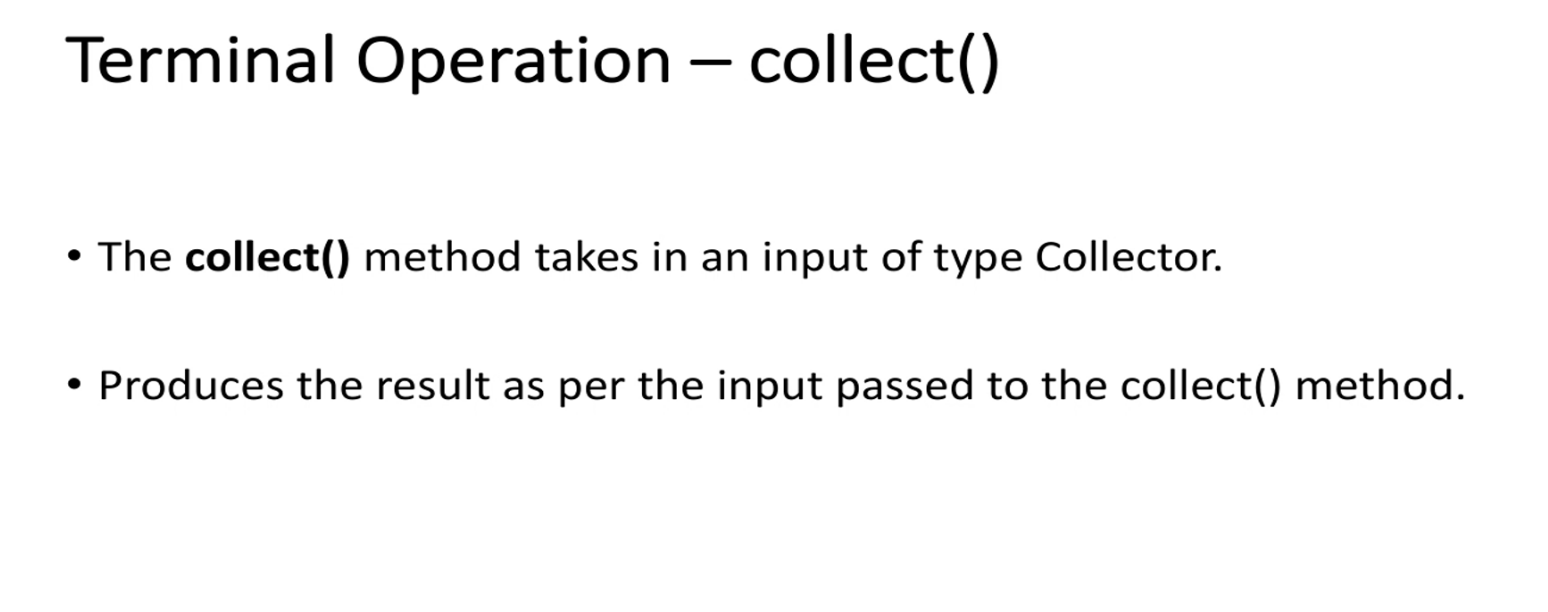 Terminal Operation – collect()
• The collect() method takes in an input of type Collector.
• Produces the result as per the input passed to the collect() method.